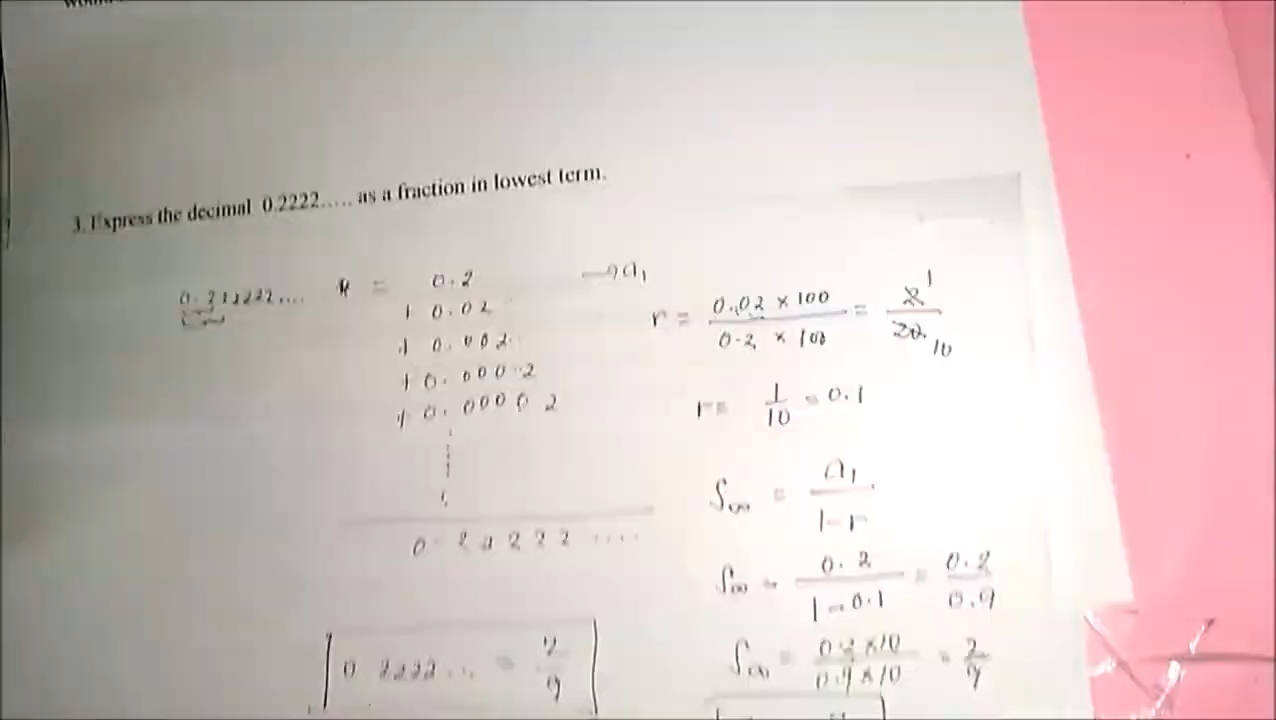 3. Express the decimal 0.2222..... as a fraction in lowest term.
= 0.2 → a₁
0.02
0.002
0.0002
0.00002
0.2222 ....
0.2222... = 2/9
r = 0.02 × 100 / 0.2 × 100 = 2 1 / 20 10
r = 1/10 = 0.1
S∞ = a₁ / 1-r
S∞ = 0.2 / 1-0.1 = 0.2 / 0.9
S∞ = 0.2 ×10 / 0.9 ×10 = 2/9